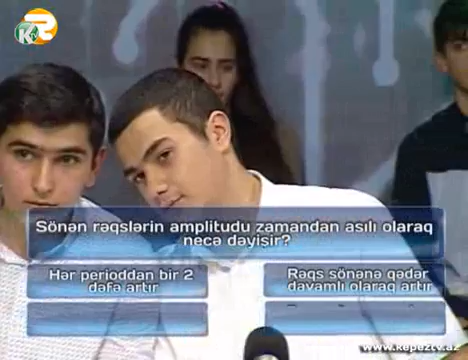 Sönən rəqslərin amplitudu zamandan asılı olaraq
necə dəyişir?
Hər perioddan bir 2
dəfə artır
Rəqs sönənə qədər
davamlı olaraq artır
www.kepeztv.az